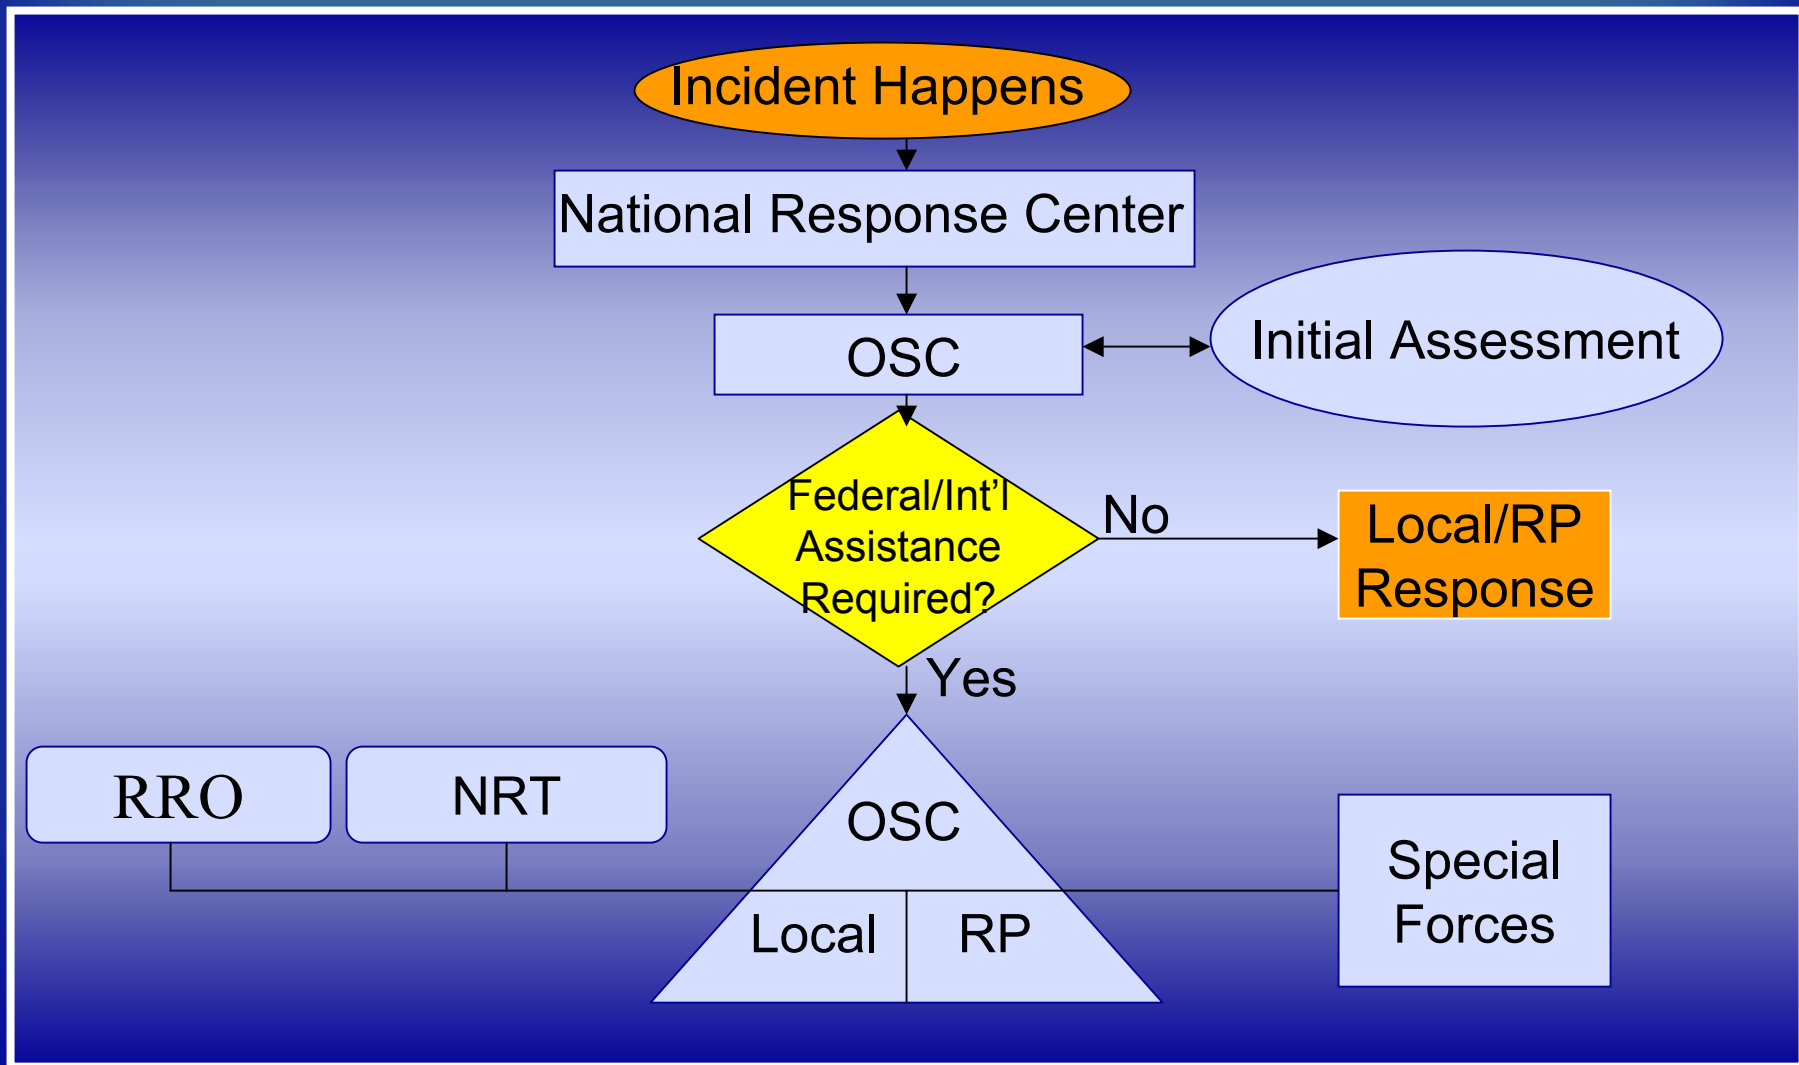 Incident Happens
National Response Center
OSC
Initial Assessment
Federal/Int'l
Assistance
Required?
No
Local/RP
Response
Yes
RRO
NRT
OSC
Special
Forces
Local
RP